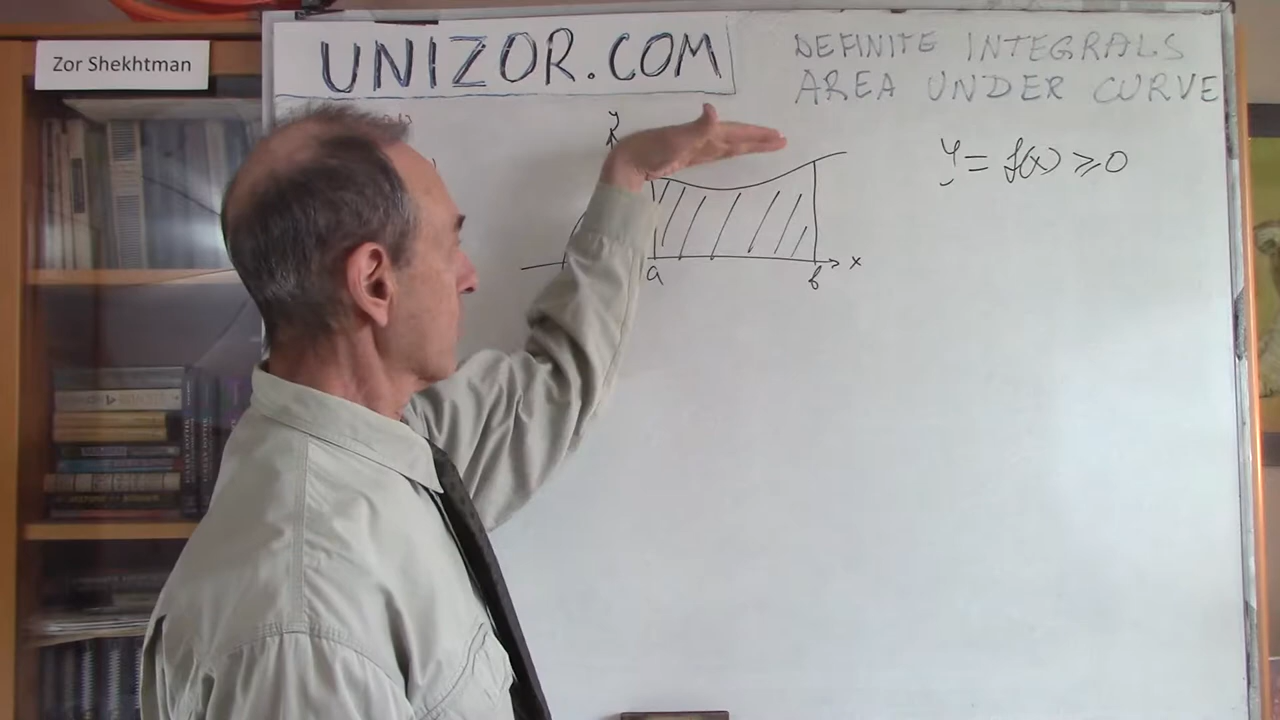 Zor Shekhtman
UNIZOR.COM
DEFINITE INTEGRALS
AREA UNDER CURVE
y
y = f(x) ≥ 0
a
b
x